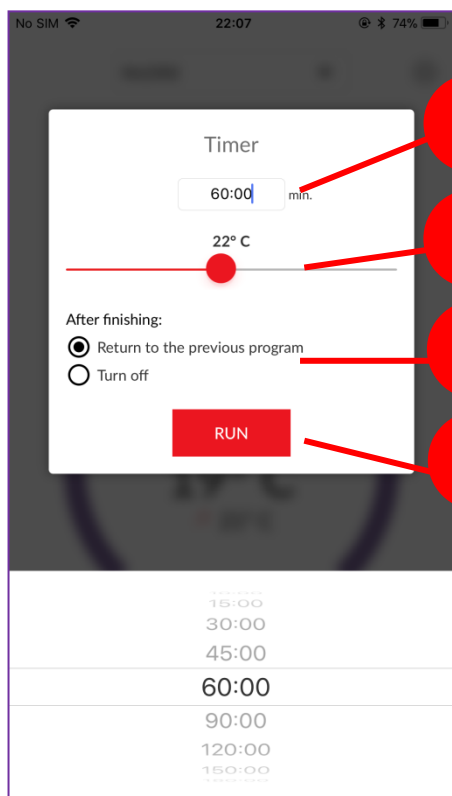 No SIM 22:07 74%
Timer
60:00 min.
22° C
After finishing:
Return to the previous program
Turn off
RUN
19° C
15:00
30:00
45:00
60:00
90:00
120:00
150:00